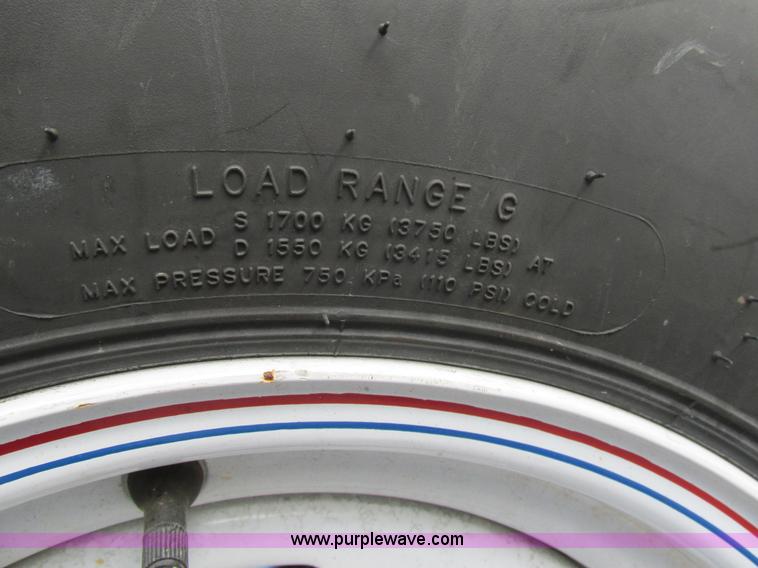 LOAD RANGE G
MAX LOAD S 1700 KG (3750 LBS) AT
D 1550 KG (3415 LBS)
MAX PRESSURE 750 KPa (110 PSI) COLD
www.purplewave.com